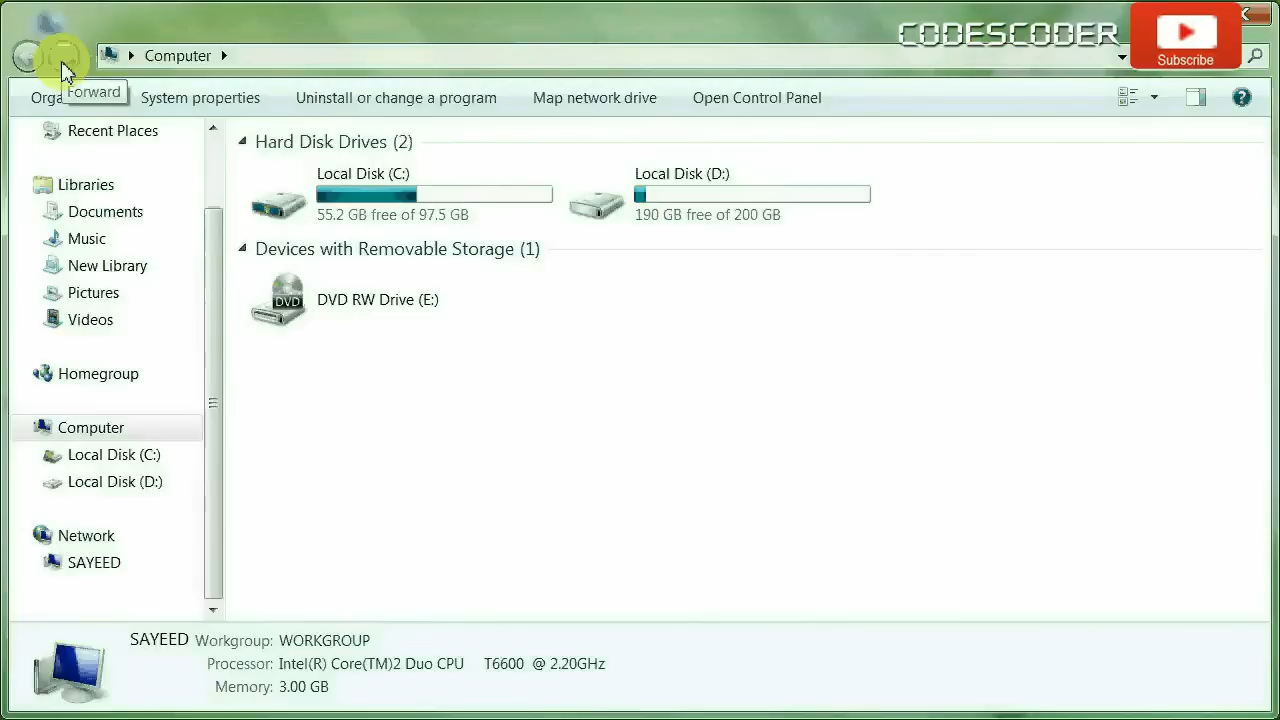 CODESCODER
Subscribe
Computer
Orga
Forward
System properties
Uninstall or change a program
Map network drive
Open Control Panel
Recent Places
Libraries
Documents
Music
New Library
Pictures
Videos
Homegroup
Computer
Local Disk (C:)
Local Disk (D:)
Network
SAYEED
Hard Disk Drives (2)
Local Disk (C:)
55.2 GB free of 97.5 GB
Local Disk (D:)
190 GB free of 200 GB
Devices with Removable Storage (1)
DVD
DVD RW Drive (E:)
SAYEED Workgroup: WORKGROUP
Processor: Intel(R) Core(TM)2 Duo CPU T6600 @ 2.20GHz
Memory: 3.00 GB